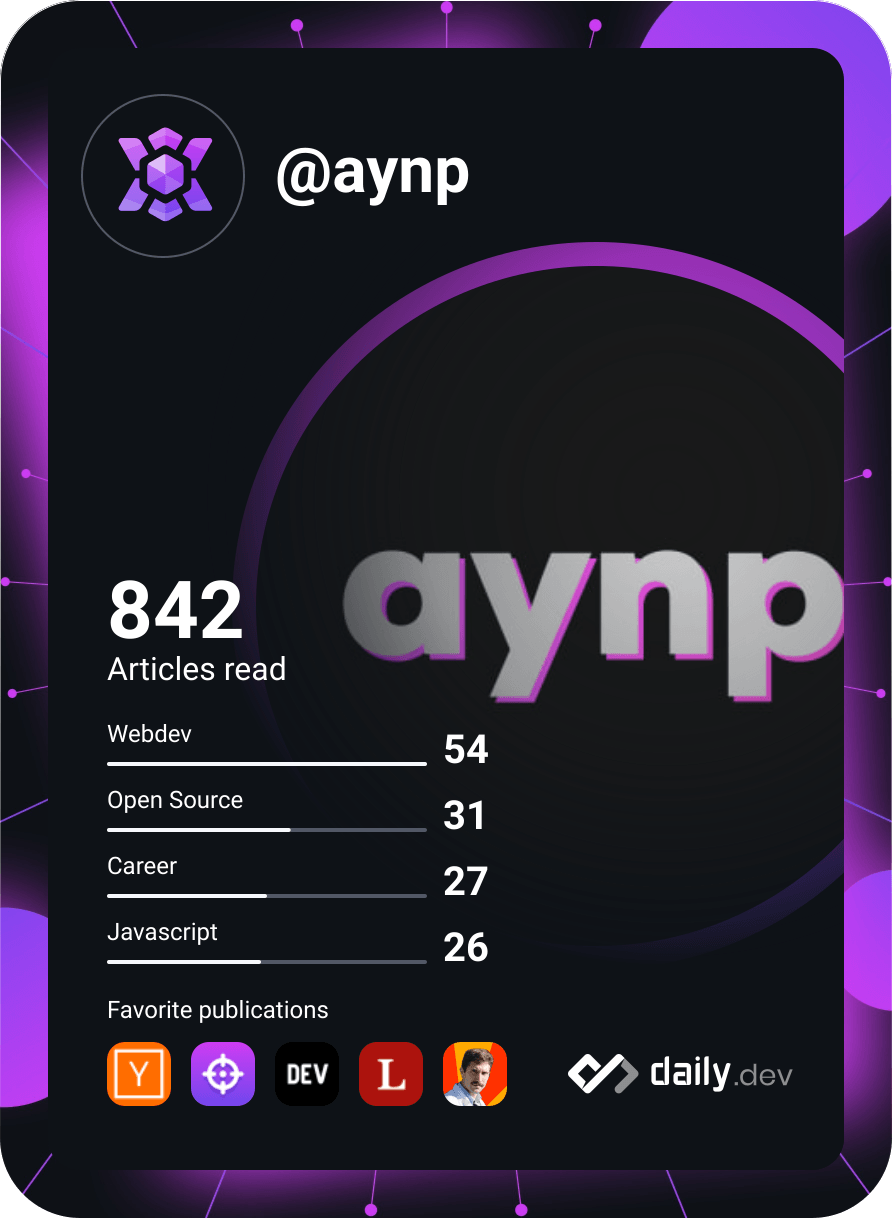 @aynp
aynp
842
Articles read
Webdev 54
Open Source 31
Career 27
Javascript 26
Favorite publications
Y
DEV
L
daily.dev